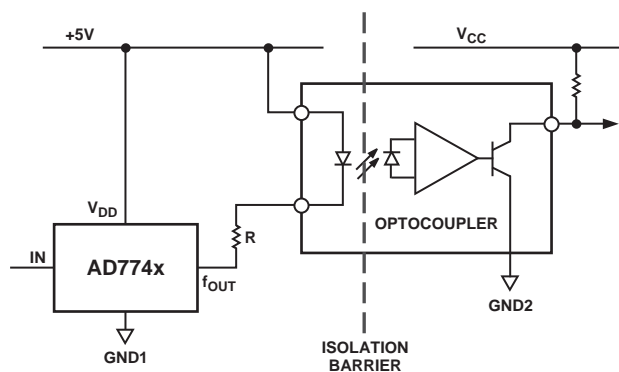 +5V
VCC
VDD
OPTOCOUPLER
IN
AD774x
R
fOUT
GND2
GND1
ISOLATION
BARRIER